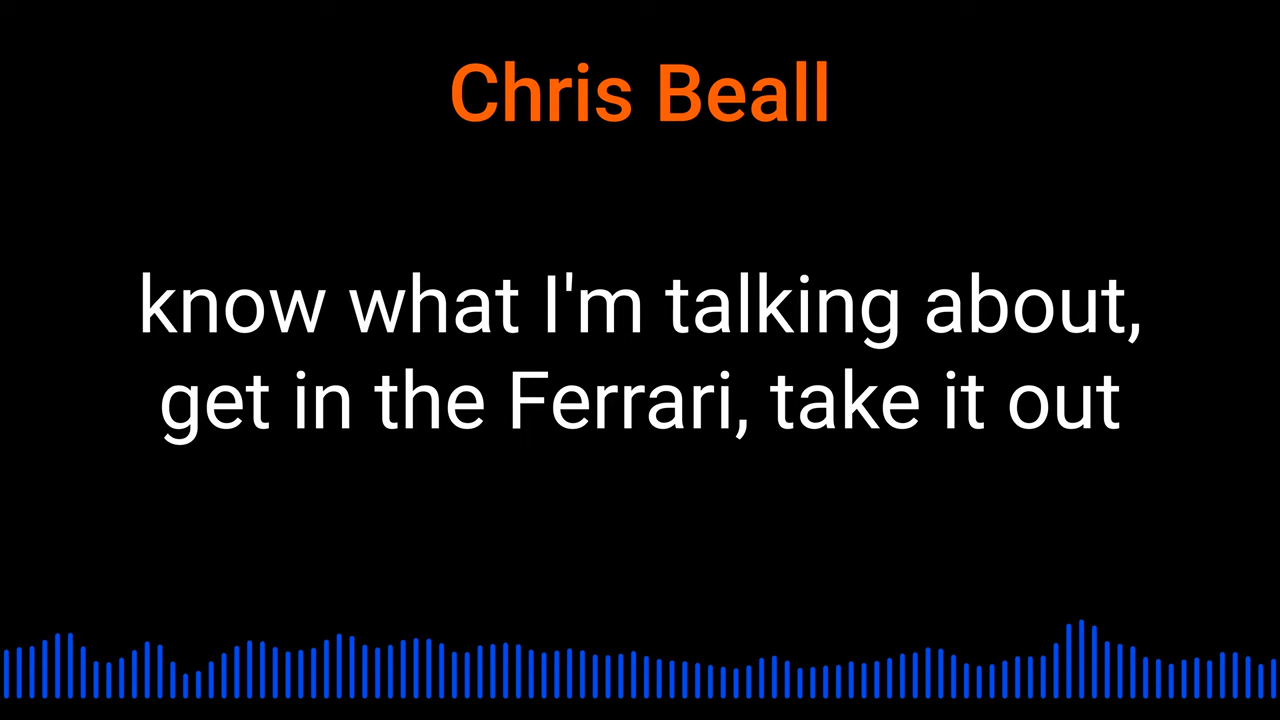 Chris Beall
know what I'm talking about,
get in the Ferrari, take it out